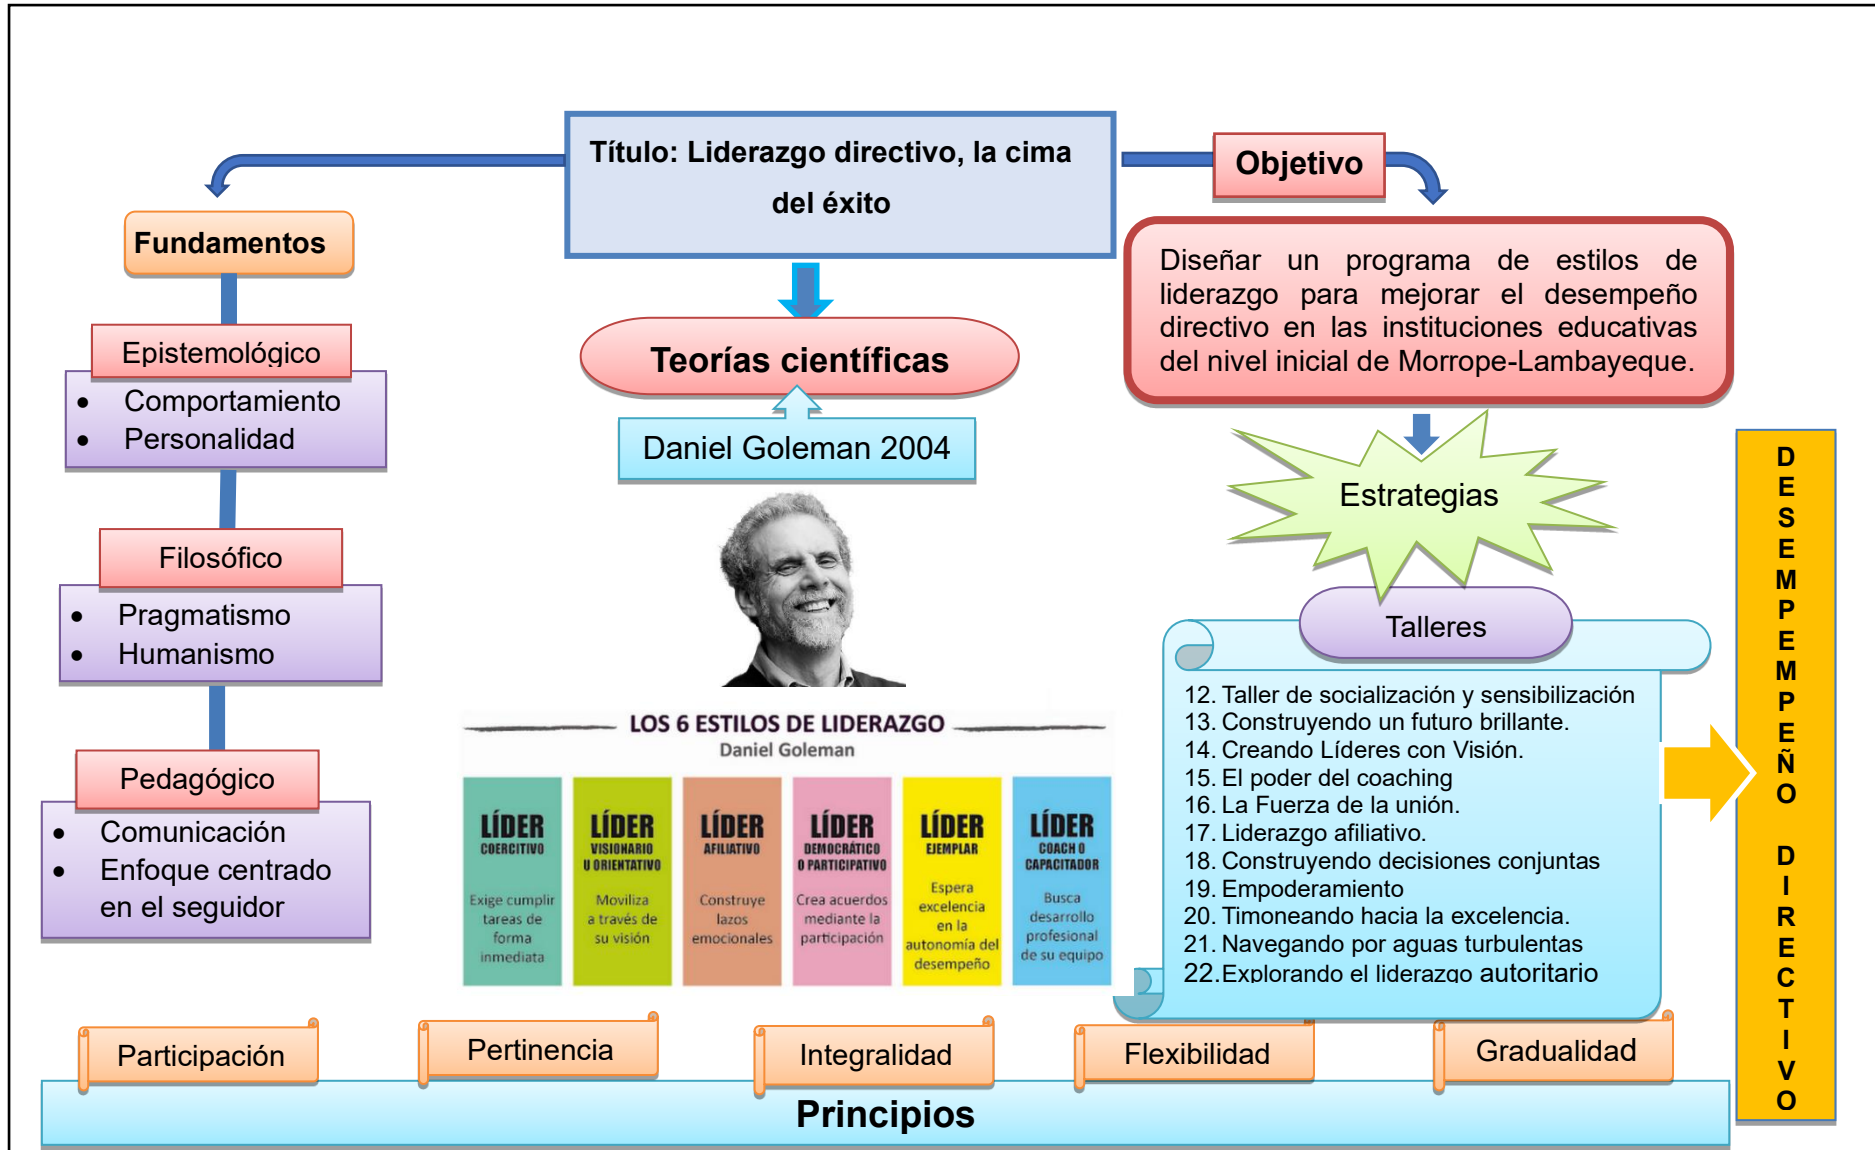 Título: Liderazgo directivo, la cima
del éxito
Objetivo
Fundamentos
Diseñar un programa de estilos de
liderazgo para mejorar el desempeño
directivo en las instituciones educativas
del nivel inicial de Morrope-Lambayeque.
Epistemológico
• Comportamiento
• Personalidad
Filosófico
• Pragmatismo
• Humanismo
Pedagógico
• Comunicación
• Enfoque centrado
en el seguidor
Teorías científicas
Daniel Goleman 2004
LOS 6 ESTILOS DE LIDERAZGO
Daniel Goleman
LÍDER
COERCITIVO
Exige cumplir
tareas de
forma
inmediata
LÍDER
VISIONARIO
U ORIENTATIVO
Moviliza
a través de
su visión
LÍDER
AFILIATIVO
Construye
lazos
emocionales
LÍDER
DEMOCRÁTICO
O PARTICIPATIVO
Crea acuerdos
mediante la
participación
LÍDER
EJEMPLAR
Espera
excelencia
en la
autonomía del
desempeño
LÍDER
COACH O
CAPACITADOR
Busca
desarrollo
profesional
de su equipo
Estrategias
Talleres
12. Taller de socialización y sensibilización
13. Construyendo un futuro brillante.
14. Creando Líderes con Visión.
15. El poder del coaching
16. La Fuerza de la unión.
17. Liderazgo afiliativo.
18. Construyendo decisiones conjuntas
19. Empoderamiento
20. Timoneando hacia la excelencia.
21. Navegando por aguas turbulentas
22. Explorando el liderazgo autoritario
DESEMPEMPEÑO DIRECTIVO
Participación
Pertinencia
Integralidad
Flexibilidad
Gradualidad
Principios